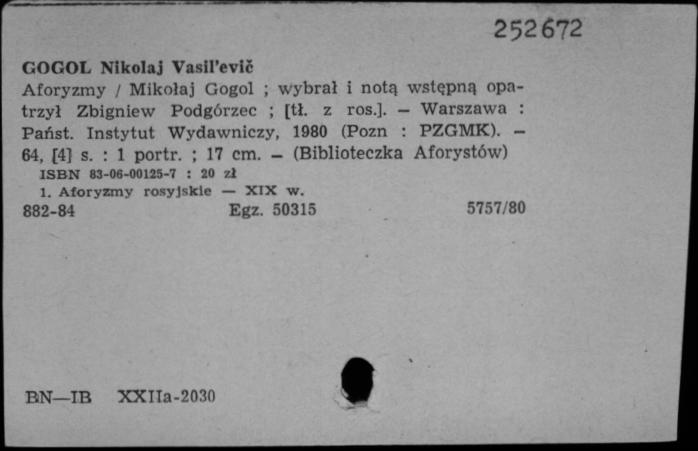 252672
GOGOL Nikolaj Vasil'evič
Aforyzmy / Mikołaj Gogol ; wybrał i notą wstępną opa-
trzył Zbigniew Podgórzec ; [tł. z ros.]. — Warszawa :
Państ. Instytut Wydawniczy, 1980 (Pozn : PZGMK). —
64, [4] s. : 1 portr. ; 17 cm. — (Biblioteczka Aforystów)
ISBN 83-06-00125-7 : 20 zł
1. Aforyzmy rosyjskie — XIX w.
882-84 Egz. 50315 5757/80
BN—IB XXIIa-2030